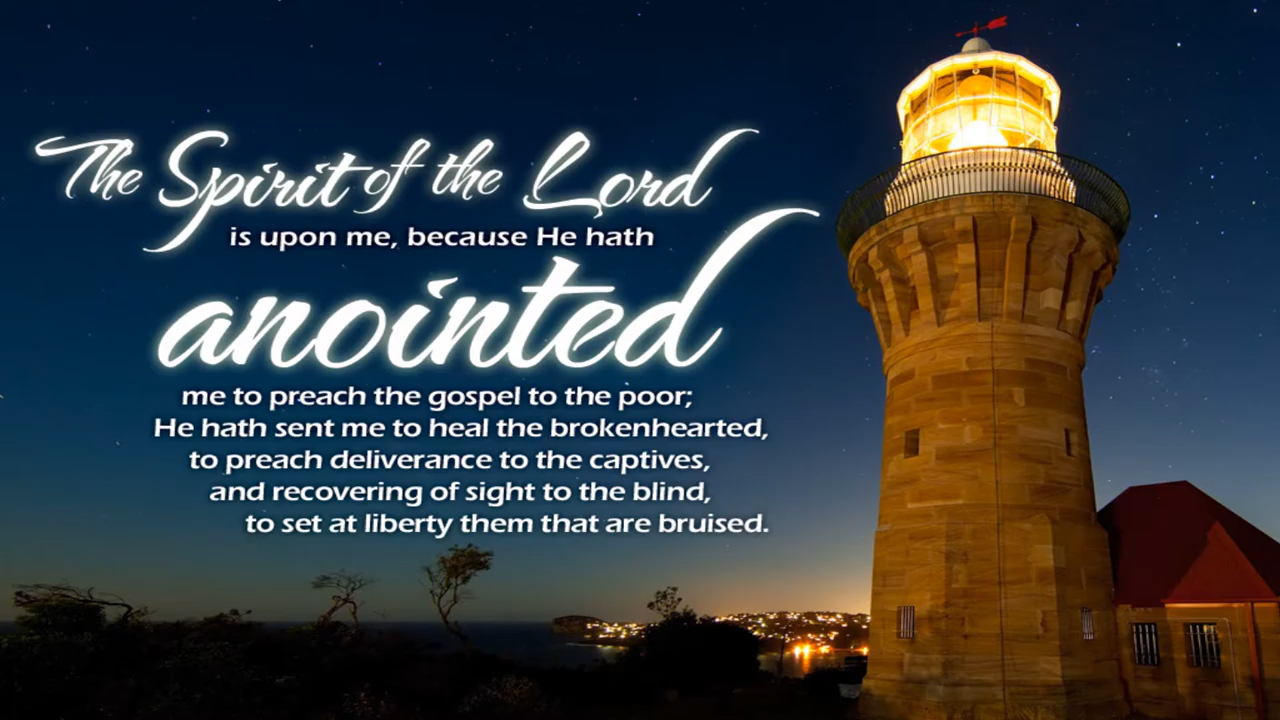 The Spirit of the Lord
is upon me, because He hath
anointed
me to preach the gospel to the poor;
He hath sent me to heal the brokenhearted,
to preach deliverance to the captives,
and recovering of sight to the blind,
to set at liberty them that are bruised.